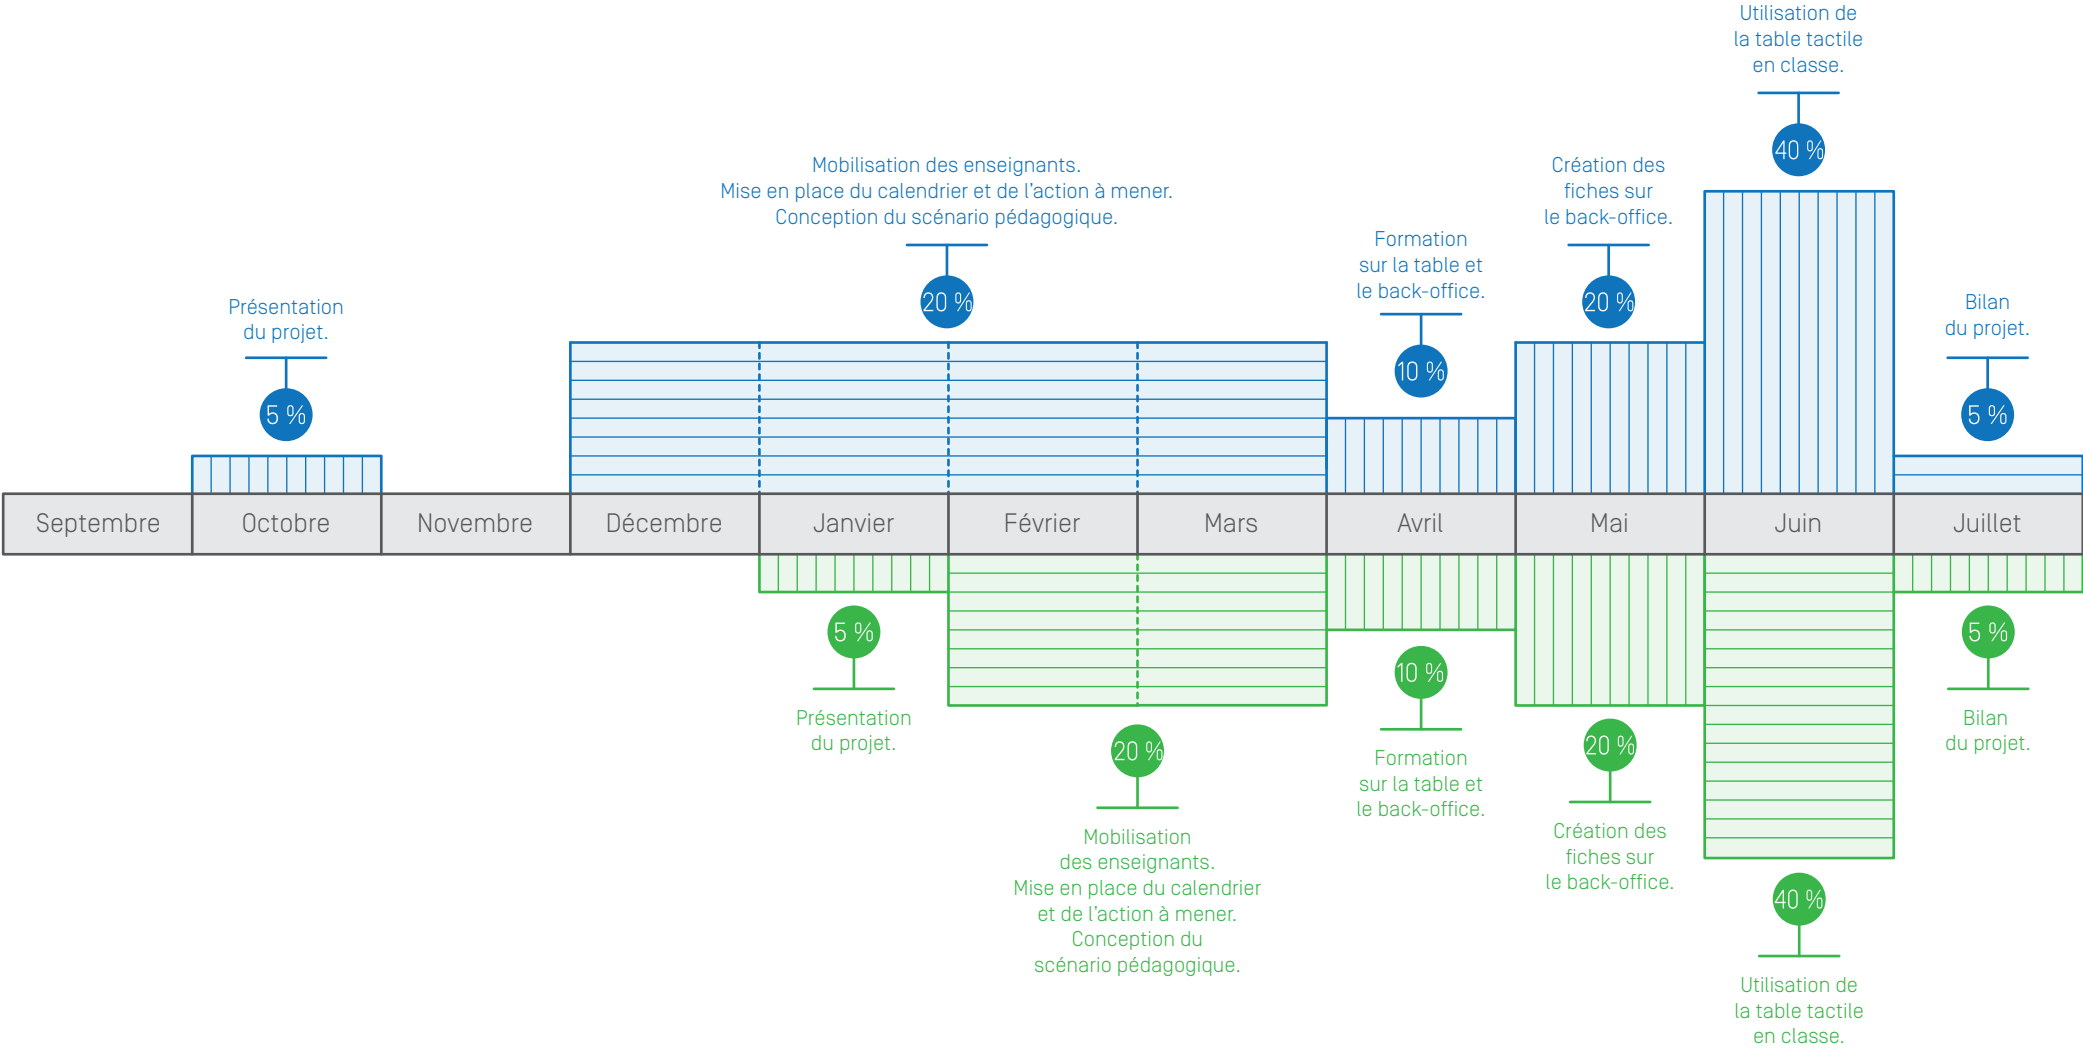 Utilisation de
la table tactile
en classe.
40 %
Mobilisation des enseignants.
Mise en place du calendrier et de l'action à mener.
Conception du scénario pédagogique.
20 %
Création des
fiches sur
le back-office.
20 %
Formation
sur la table et
le back-office.
10 %
Présentation
du projet.
5 %
Bilan
du projet.
5 %
Septembre
Octobre
Novembre
Décembre
Janvier
Février
Mars
Avril
Mai
Juin
Juillet
5 %
Présentation
du projet.
20 %
Mobilisation
des enseignants.
Mise en place du calendrier
et de l'action à mener.
Conception du
scénario pédagogique.
10 %
Formation
sur la table et
le back-office.
20 %
Création des
fiches sur
le back-office.
40 %
Utilisation de
la table tactile
en classe.
5 %
Bilan
du projet.